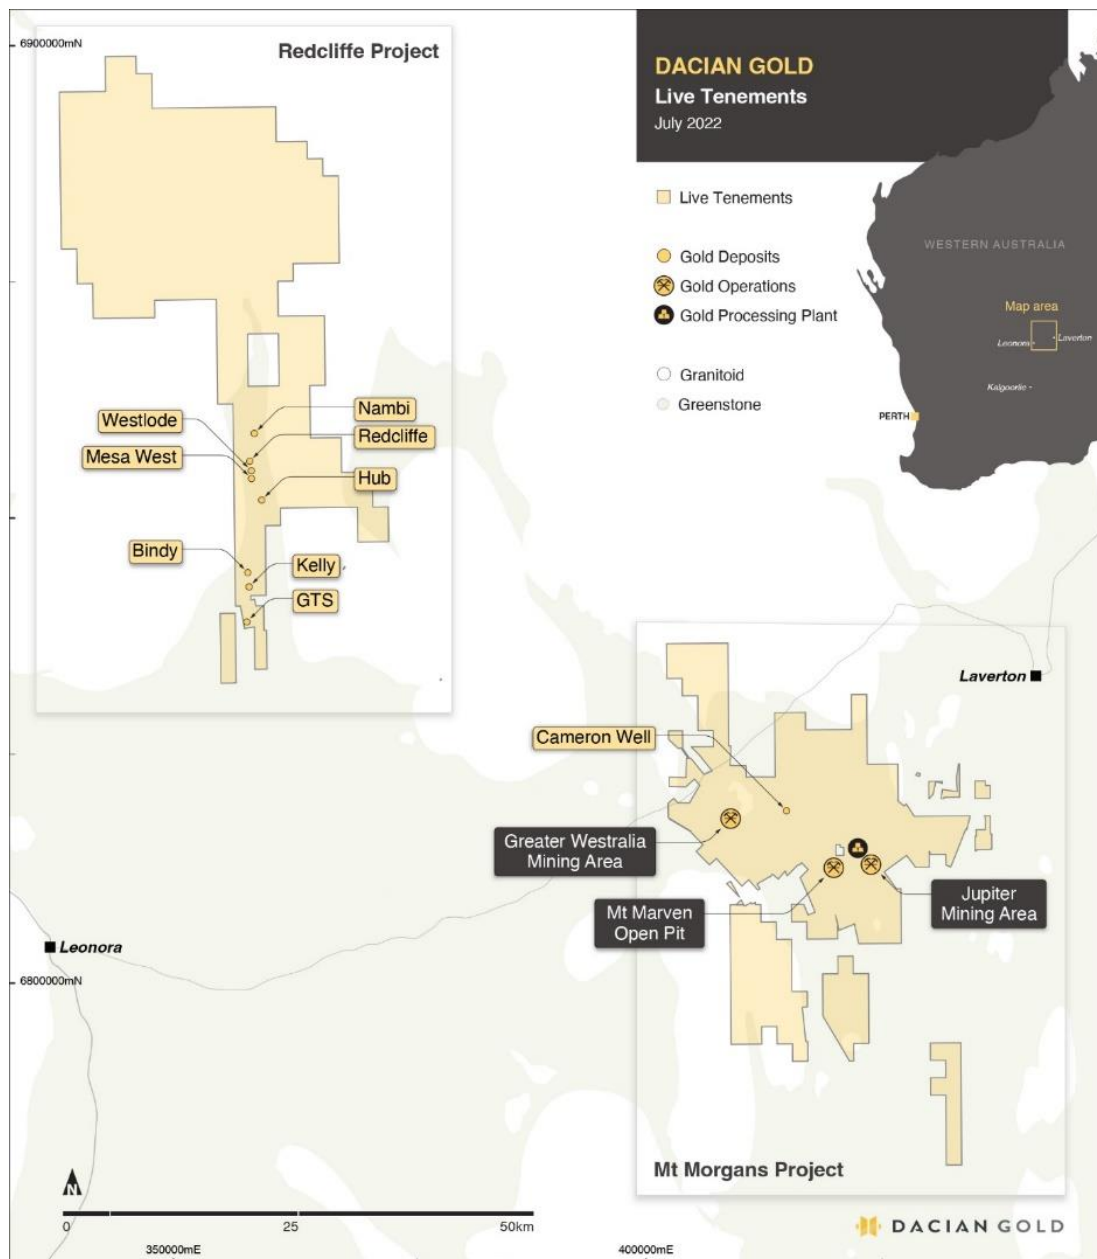 6900000mN
Redcliffe Project
DACIAN GOLD
Live Tenements
July 2022
Live Tenements
Gold Deposits
Gold Operations
Gold Processing Plant
Granitoid
Greenstone
WESTERN AUSTRALIA
Map area
Leonora
Laverton
Kalgoorlie
PERTH
Westlode
Mesa West
Nambi
Redcliffe
Hub
Bindy
Kelly
GTS
Laverton
Cameron Well
Greater Westralia
Mining Area
Mt Marven
Open Pit
Jupiter
Mining Area
Leonora
6800000mN
Mt Morgans Project
N
0
25
50km
DACIAN GOLD
350000mE
400000mE